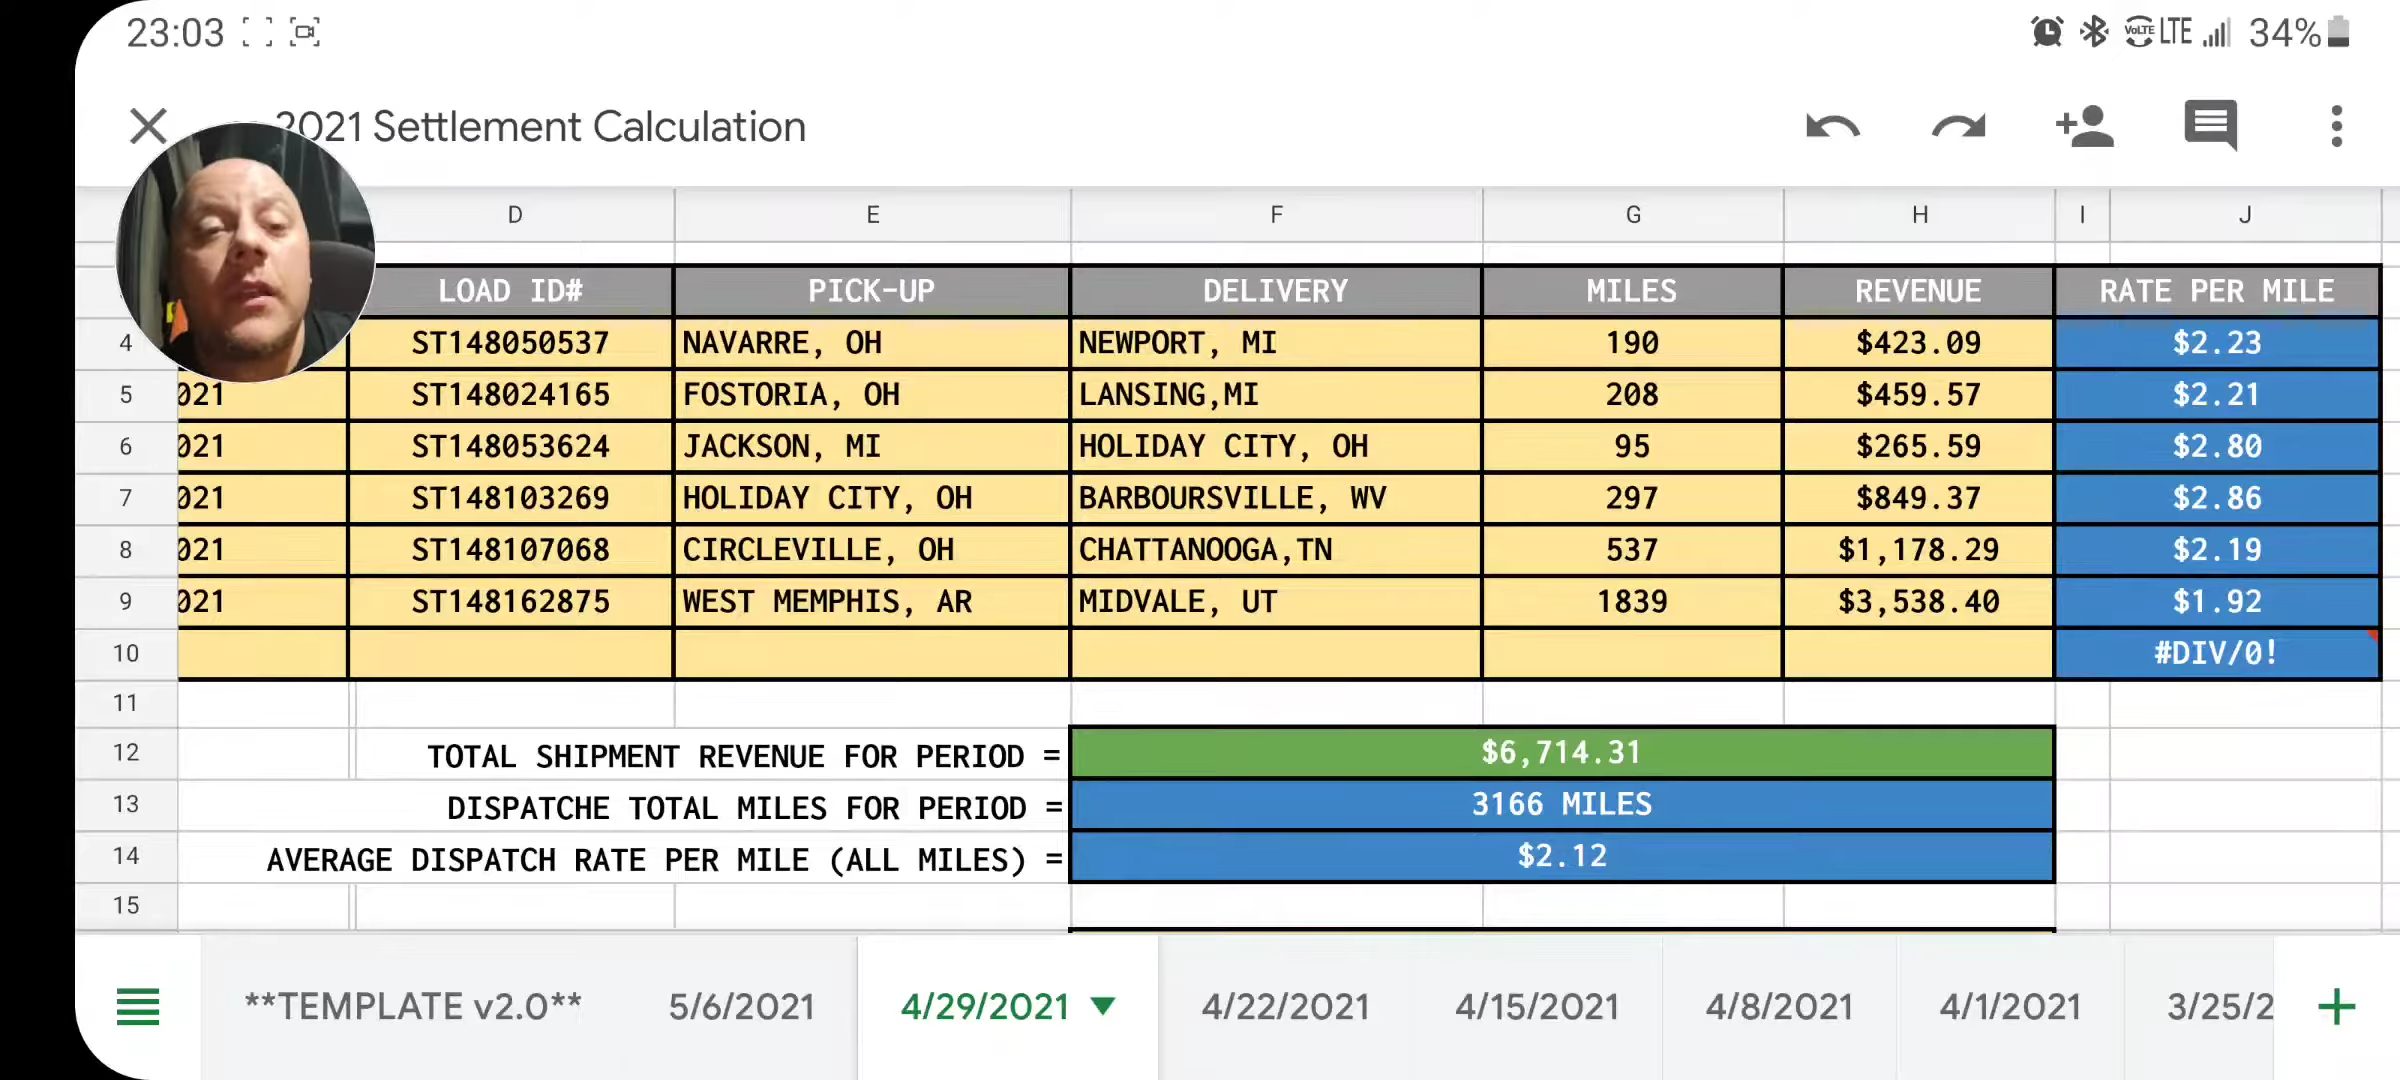 23:03 LTE 34%
2021 Settlement Calculation
D E F G H I J
LOAD ID# PICK-UP DELIVERY MILES REVENUE RATE PER MILE
4 ST148050537 NAVARRE, OH NEWPORT, MI 190 $423.09 $2.23
5 021 ST148024165 FOSTORIA, OH LANSING,MI 208 $459.57 $2.21
6 021 ST148053624 JACKSON, MI HOLIDAY CITY, OH 95 $265.59 $2.80
7 021 ST148103269 HOLIDAY CITY, OH BARBOURSVILLE, WV 297 $849.37 $2.86
8 021 ST148107068 CIRCLEVILLE, OH CHATTANOOGA,TN 537 $1,178.29 $2.19
9 021 ST148162875 WEST MEMPHIS, AR MIDVALE, UT 1839 $3,538.40 $1.92
10 #DIV/0!
11
12 TOTAL SHIPMENT REVENUE FOR PERIOD = $6,714.31
13 DISPATCHE TOTAL MILES FOR PERIOD = 3166 MILES
14 AVERAGE DISPATCH RATE PER MILE (ALL MILES) = $2.12
15
**TEMPLATE v2.0** 5/6/2021 4/29/2021 4/22/2021 4/15/2021 4/8/2021 4/1/2021 3/25/2